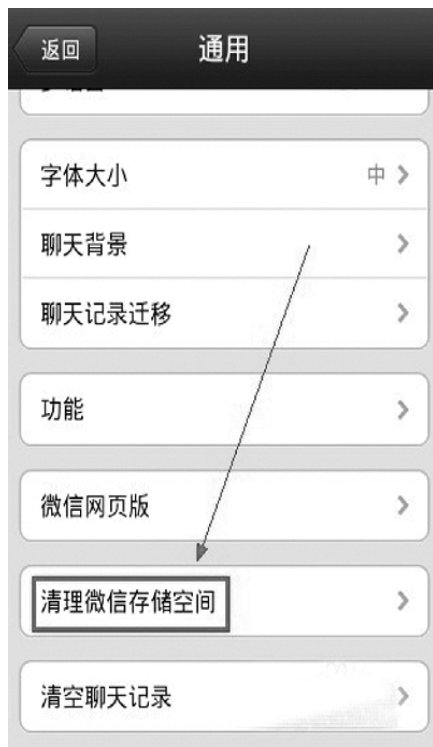 返回
通用
字体大小
中
聊天背景
聊天记录迁移
功能
微信网页版
清理微信存储空间
清空聊天记录